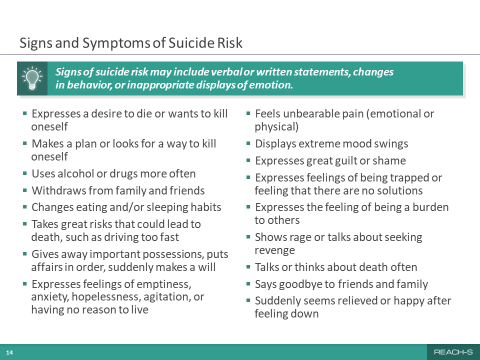 Signs and Symptoms of Suicide Risk
Signs of suicide risk may include verbal or written statements, changes
in behavior, or inappropriate displays of emotion.
▪ Expresses a desire to die or wants to kill
oneself
▪ Makes a plan or looks for a way to kill
oneself
▪ Uses alcohol or drugs more often
▪ Withdraws from family and friends
▪ Changes eating and/or sleeping habits
▪ Takes great risks that could lead to
death, such as driving too fast
▪ Gives away important possessions, puts
affairs in order, suddenly makes a will
▪ Expresses feelings of emptiness,
anxiety, hopelessness, agitation, or
having no reason to live
▪ Feels unbearable pain (emotional or
physical)
▪ Displays extreme mood swings
▪ Expresses great guilt or shame
▪ Expresses feelings of being trapped or
feeling that there are no solutions
▪ Expresses the feeling of being a burden
to others
▪ Shows rage or talks about seeking
revenge
▪ Talks or thinks about death often
▪ Says goodbye to friends and family
▪ Suddenly seems relieved or happy after
feeling down
14
REACH-S